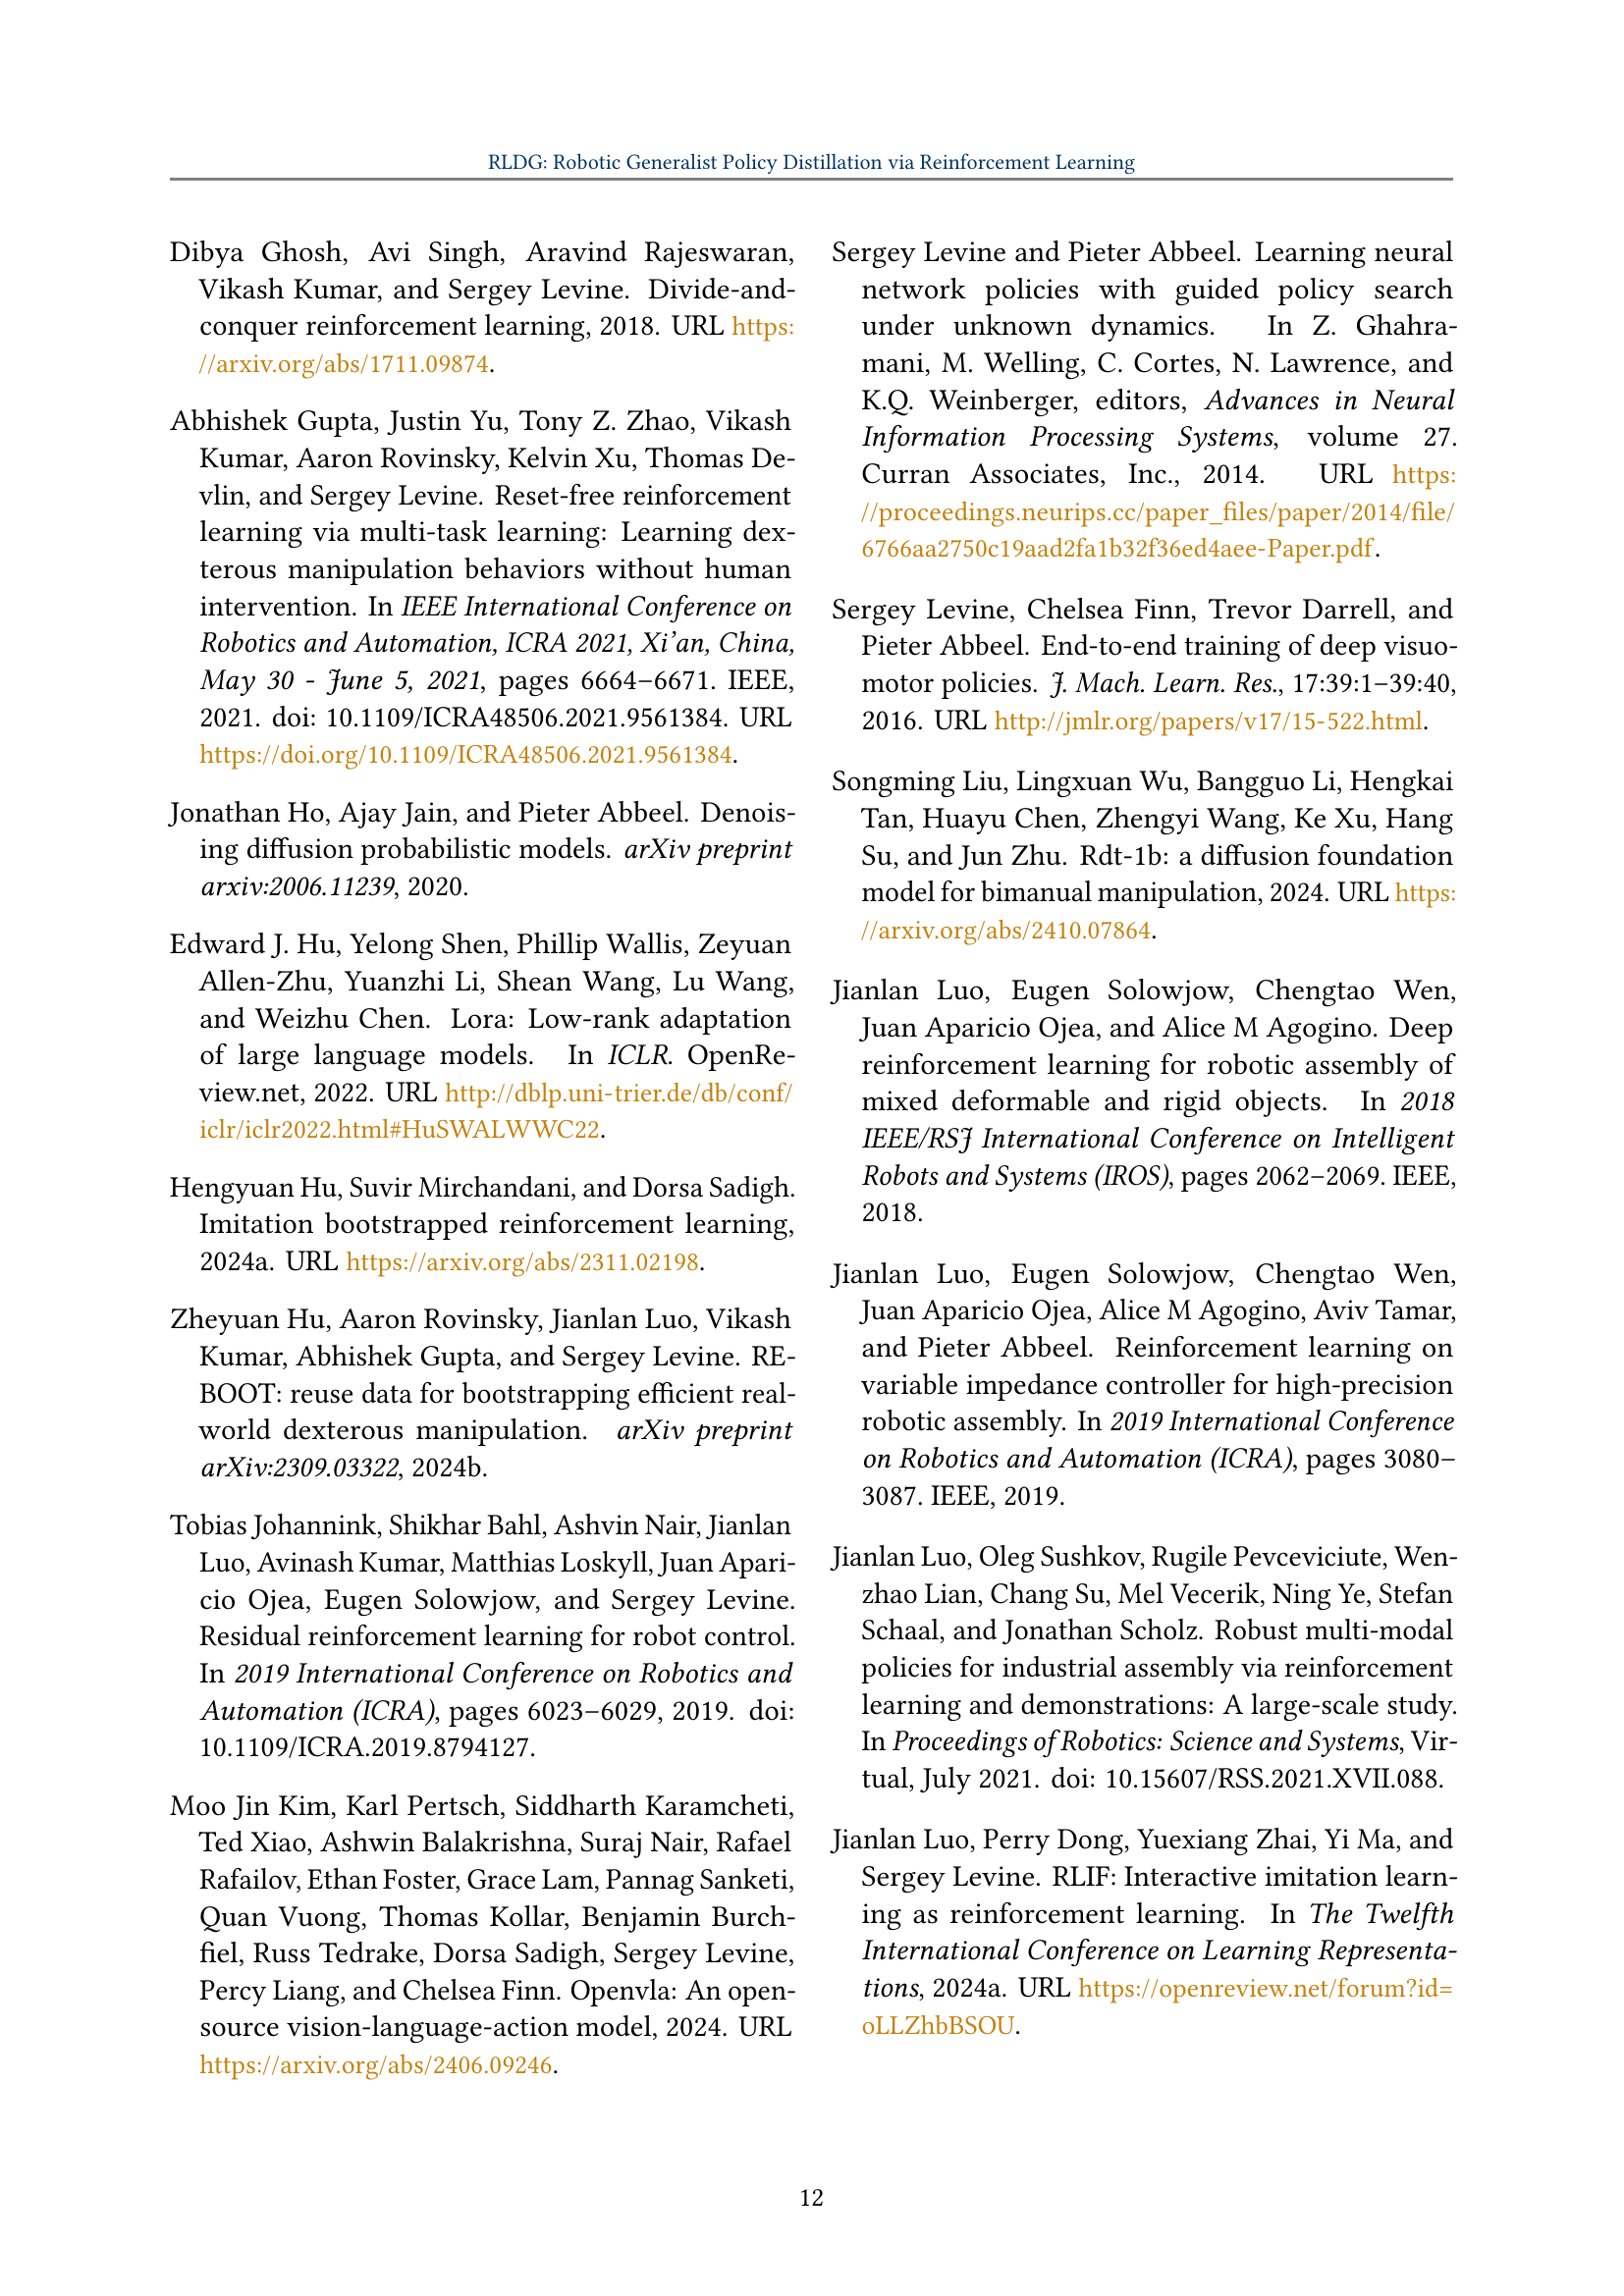 RLDG: Robotic Generalist Policy Distillation via Reinforcement Learning
Dibya Ghosh, Avi Singh, Aravind Rajeswaran,
Vikash Kumar, and Sergey Levine. Divide-and-
conquer reinforcement learning, 2018. URL https:
//arxiv.org/abs/1711.09874.
Abhishek Gupta, Justin Yu, Tony Z. Zhao, Vikash
Kumar, Aaron Rovinsky, Kelvin Xu, Thomas De-
vlin, and Sergey Levine. Reset-free reinforcement
learning via multi-task learning: Learning dex-
terous manipulation behaviors without human
intervention. In IEEE International Conference on
Robotics and Automation, ICRA 2021, Xi'an, China,
May 30 - June 5, 2021, pages 6664–6671. IEEE,
2021. doi: 10.1109/ICRA48506.2021.9561384. URL
https://doi.org/10.1109/ICRA48506.2021.9561384.
Jonathan Ho, Ajay Jain, and Pieter Abbeel. Denois-
ing diffusion probabilistic models. arXiv preprint
arxiv:2006.11239, 2020.
Edward J. Hu, Yelong Shen, Phillip Wallis, Zeyuan
Allen-Zhu, Yuanzhi Li, Shean Wang, Lu Wang,
and Weizhu Chen. Lora: Low-rank adaptation
of large language models. In ICLR. OpenRe-
view.net, 2022. URL http://dblp.uni-trier.de/db/conf/
iclr/iclr2022.html#HuSWALWWC22.
Hengyuan Hu, Suvir Mirchandani, and Dorsa Sadigh.
Imitation bootstrapped reinforcement learning,
2024a. URL https://arxiv.org/abs/2311.02198.
Zheyuan Hu, Aaron Rovinsky, Jianlan Luo, Vikash
Kumar, Abhishek Gupta, and Sergey Levine. RE-
BOOT: reuse data for bootstrapping efficient real-
world dexterous manipulation. arXiv preprint
arXiv:2309.03322, 2024b.
Tobias Johannink, Shikhar Bahl, Ashvin Nair, Jianlan
Luo, Avinash Kumar, Matthias Loskyll, Juan Apari-
cio Ojea, Eugen Solowjow, and Sergey Levine.
Residual reinforcement learning for robot control.
In 2019 International Conference on Robotics and
Automation (ICRA), pages 6023–6029, 2019. doi:
10.1109/ICRA.2019.8794127.
Moo Jin Kim, Karl Pertsch, Siddharth Karamcheti,
Ted Xiao, Ashwin Balakrishna, Suraj Nair, Rafael
Rafailov, Ethan Foster, Grace Lam, Pannag Sanketi,
Quan Vuong, Thomas Kollar, Benjamin Burch-
fiel, Russ Tedrake, Dorsa Sadigh, Sergey Levine,
Percy Liang, and Chelsea Finn. Openvla: An open-
source vision-language-action model, 2024. URL
https://arxiv.org/abs/2406.09246.
Sergey Levine and Pieter Abbeel. Learning neural
network policies with guided policy search
under unknown dynamics. In Z. Ghahra-
mani, M. Welling, C. Cortes, N. Lawrence, and
K.Q. Weinberger, editors, Advances in Neural
Information Processing Systems, volume 27.
Curran Associates, Inc., 2014. URL https:
//proceedings.neurips.cc/paper_files/paper/2014/file/
6766aa2750c19aad2fa1b32f36ed4aee-Paper.pdf.
Sergey Levine, Chelsea Finn, Trevor Darrell, and
Pieter Abbeel. End-to-end training of deep visuo-
motor policies. J. Mach. Learn. Res., 17:39:1–39:40,
2016. URL http://jmlr.org/papers/v17/15-522.html.
Songming Liu, Lingxuan Wu, Bangguo Li, Hengkai
Tan, Huayu Chen, Zhengyi Wang, Ke Xu, Hang
Su, and Jun Zhu. Rdt-1b: a diffusion foundation
model for bimanual manipulation, 2024. URL https:
//arxiv.org/abs/2410.07864.
Jianlan Luo, Eugen Solowjow, Chengtao Wen,
Juan Aparicio Ojea, and Alice M Agogino. Deep
reinforcement learning for robotic assembly of
mixed deformable and rigid objects. In 2018
IEEE/RSJ International Conference on Intelligent
Robots and Systems (IROS), pages 2062–2069. IEEE,
2018.
Jianlan Luo, Eugen Solowjow, Chengtao Wen,
Juan Aparicio Ojea, Alice M Agogino, Aviv Tamar,
and Pieter Abbeel. Reinforcement learning on
variable impedance controller for high-precision
robotic assembly. In 2019 International Conference
on Robotics and Automation (ICRA), pages 3080–
3087. IEEE, 2019.
Jianlan Luo, Oleg Sushkov, Rugile Pevceviciute, Wen-
zhao Lian, Chang Su, Mel Vecerik, Ning Ye, Stefan
Schaal, and Jonathan Scholz. Robust multi-modal
policies for industrial assembly via reinforcement
learning and demonstrations: A large-scale study.
In Proceedings of Robotics: Science and Systems, Vir-
tual, July 2021. doi: 10.15607/RSS.2021.XVII.088.
Jianlan Luo, Perry Dong, Yuexiang Zhai, Yi Ma, and
Sergey Levine. RLIF: Interactive imitation learn-
ing as reinforcement learning. In The Twelfth
International Conference on Learning Representa-
tions, 2024a. URL https://openreview.net/forum?id=
oLLZhbBSOU.
12